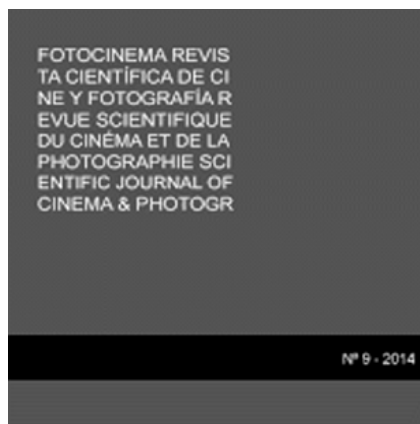 FOTOCINEMA REVIS
TA CIENTÍFICA DE CI
NE Y FOTOGRAFÍA R
EVUE SCIENTIFIQUE
DU CINÉMA ET DE LA
PHOTOGRAPHIE SCI
ENTIFIC JOURNAL OF
CINEMA & PHOTOGR
Nº 9 - 2014